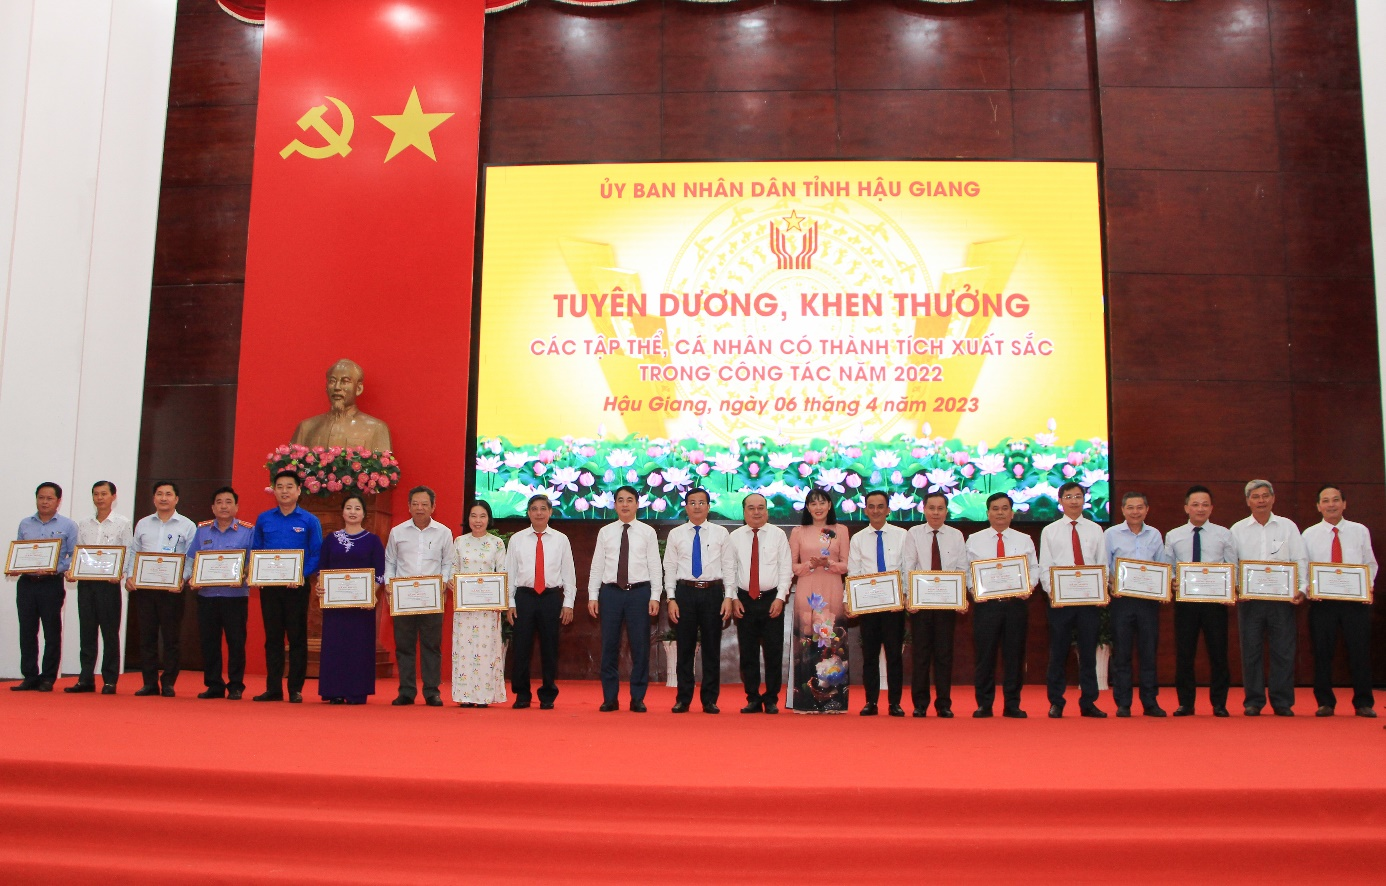 ỦY BAN NHÂN DÂN TỈNH HẬU GIANG
TUYÊN DƯƠNG, KHEN THƯỞNG
CÁC TẬP THỂ, CÁ NHÂN CÓ THÀNH TÍCH XUẤT SẮC
TRONG CÔNG TÁC NĂM 2022
Hậu Giang, ngày 06 tháng 4 năm 2023